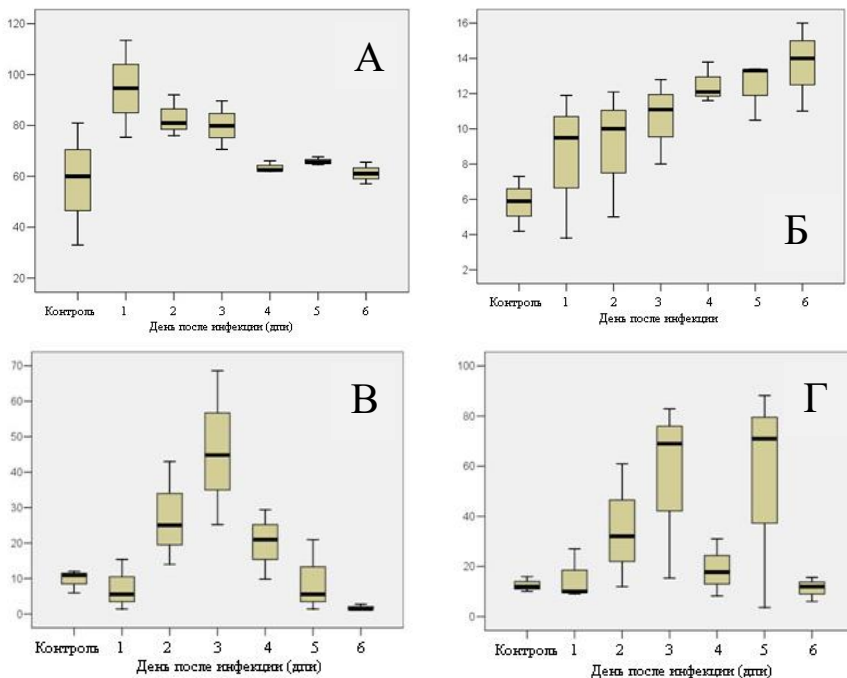 А
120
100
80
60
40
20
Контроль 1 2 3 4 5 6
День после инфекции (дпи)
Б
16
14
12
10
8
6
4
2
Контроль 1 2 3 4 5 6
День после инфекции
В
70
60
50
40
30
20
10
0
Контроль 1 2 3 4 5 6
День после инфекции (дпи)
Г
100
80
60
40
20
0
Контроль 1 2 3 4 5 6
День после инфекции (дпи)